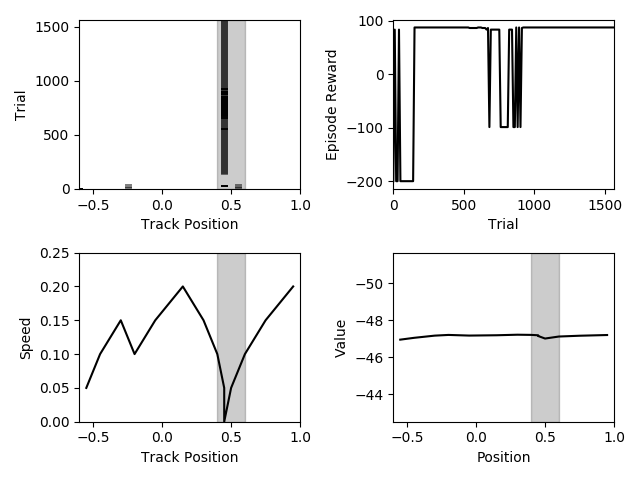 1500
1000
500
0
Trial
−0.5 0.0 0.5 1.0
Track Position
100
0
−100
−200
Episode Reward
0 500 1000 1500
Trial
0.25
0.20
0.15
0.10
0.05
0.00
Speed
−0.5 0.0 0.5 1.0
Track Position
−50
−48
−46
−44
Value
−0.5 0.0 0.5 1.0
Position